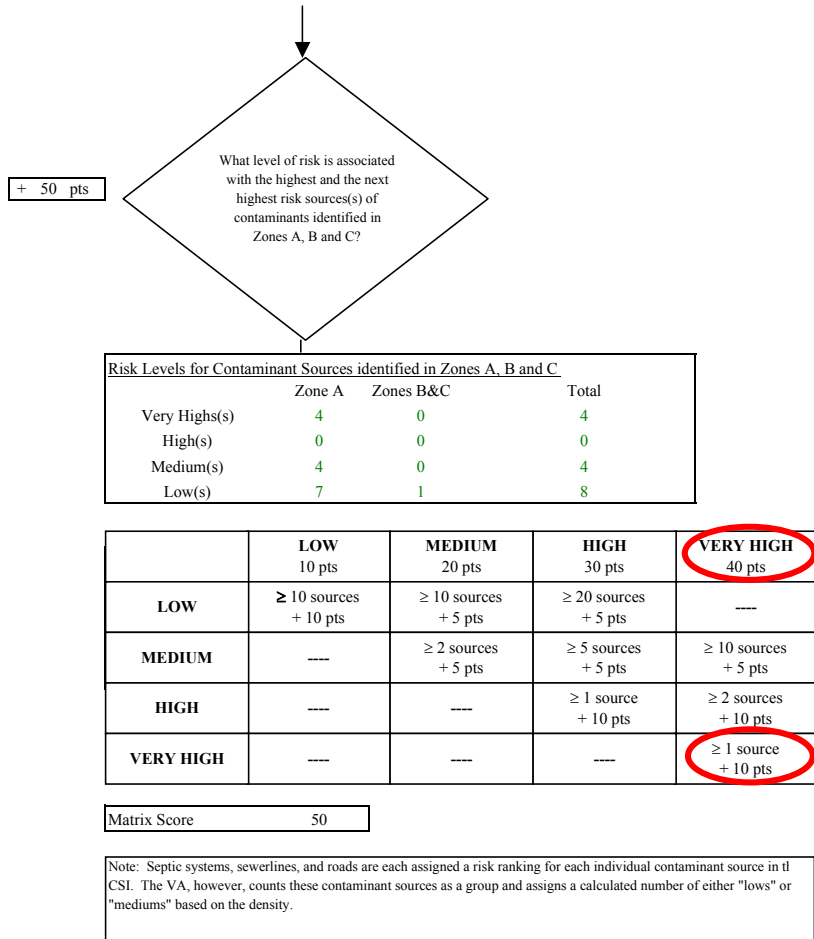 What level of risk is associated
with the highest and the next
highest risk sources(s) of
contaminants identified in
Zones A, B and C?
+ 50 pts
Risk Levels for Contaminant Sources identified in Zones A, B and C
Zone A Zones B&C Total
Very Highs(s) 4 0 4
High(s) 0 0 0
Medium(s) 4 0 4
Low(s) 7 1 8
LOW MEDIUM HIGH VERY HIGH
10 pts 20 pts 30 pts 40 pts
LOW ≥ 10 sources + 10 pts ≥ 10 sources + 5 pts ≥ 20 sources + 5 pts ----
MEDIUM ---- ≥ 2 sources + 5 pts ≥ 5 sources + 5 pts ≥ 10 sources + 5 pts
HIGH ---- ---- ≥ 1 source + 10 pts ≥ 2 sources + 10 pts
VERY HIGH ---- ---- ---- ≥ 1 source + 10 pts
Matrix Score 50
Note: Septic systems, sewerlines, and roads are each assigned a risk ranking for each individual contaminant source in
CSI. The VA, however, counts these contaminant sources as a group and assigns a calculated number of either "lows" or
"mediums" based on the density.